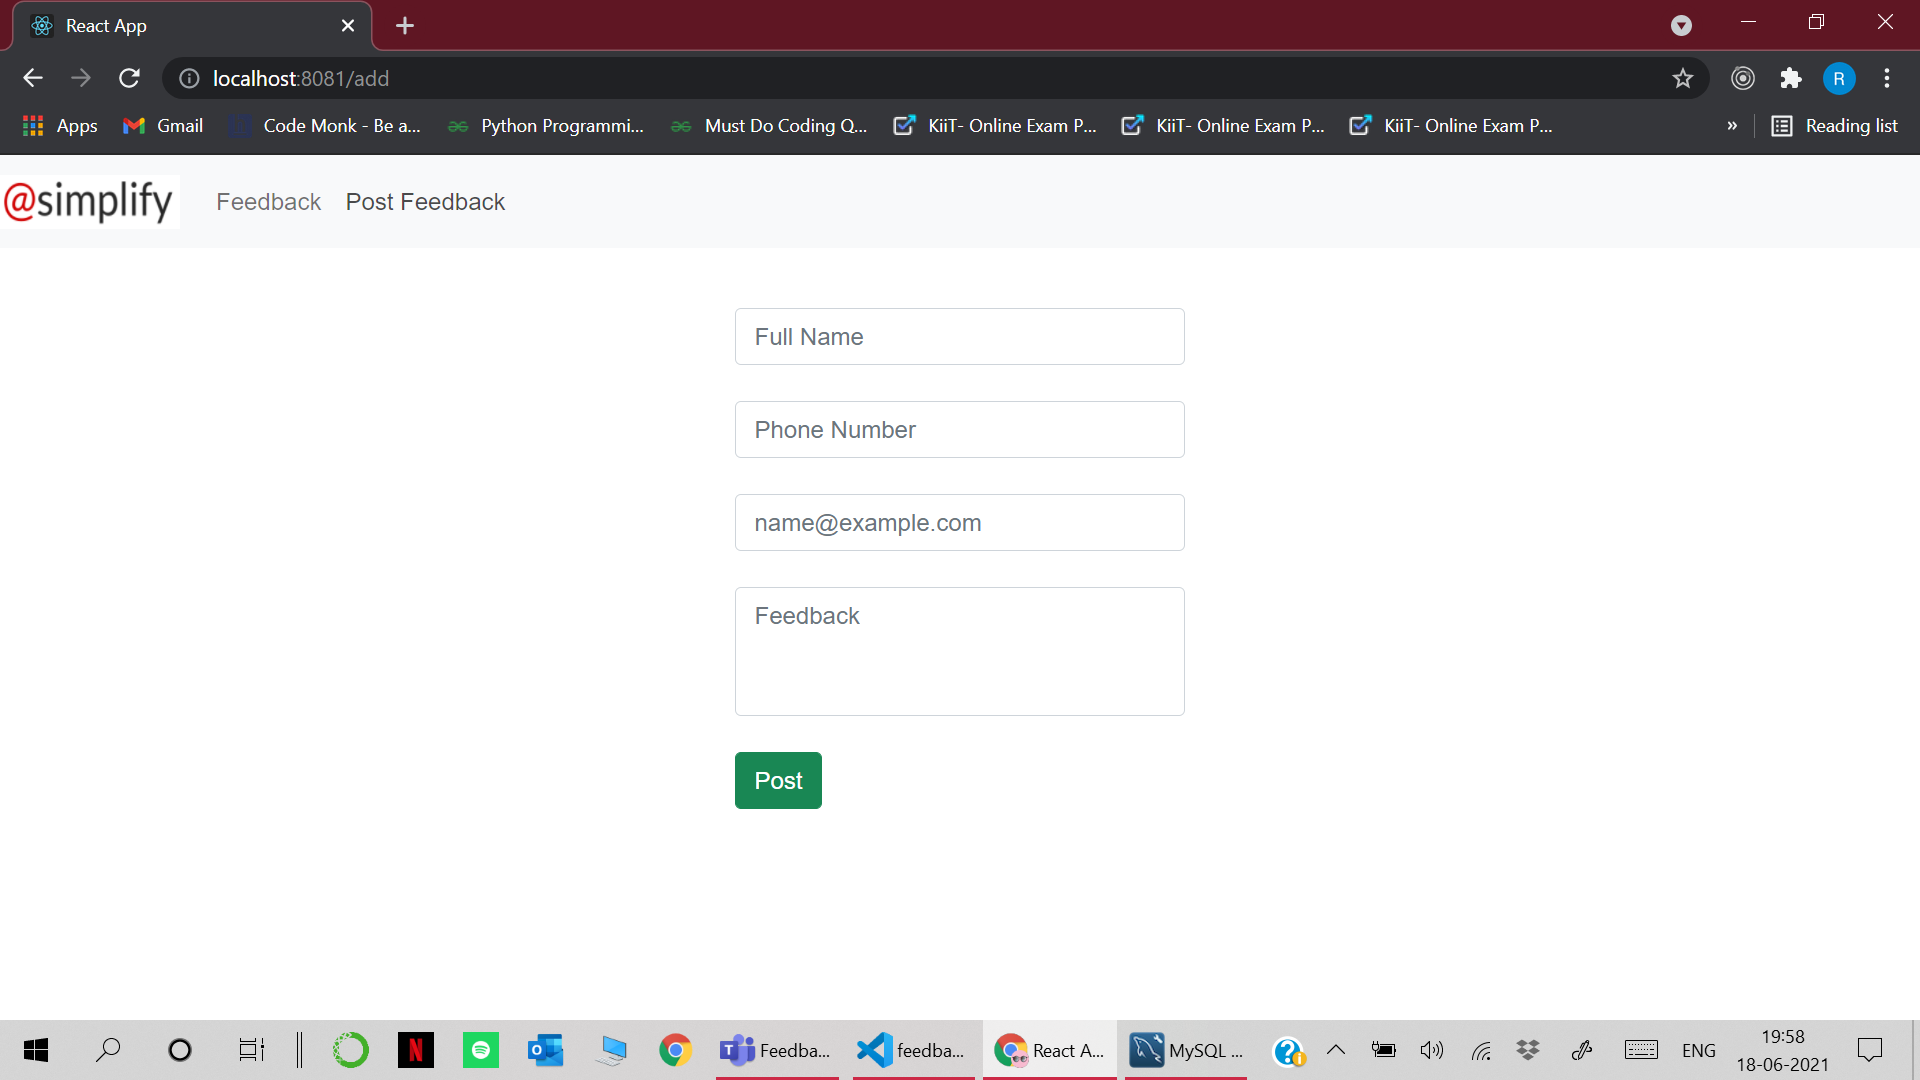 React App
localhost:8081/add
R
Apps
Gmail
Code Monk - Be a...
Python Programmi...
Must Do Coding Q...
KiiT- Online Exam P...
KiiT- Online Exam P...
KiiT- Online Exam P...
»
Reading list
@simplify
Feedback
Post Feedback
Full Name
Phone Number
name@example.com
Feedback
Post
Feedba...
feedba...
React A...
MySQL ...
ENG
19:58
18-06-2021